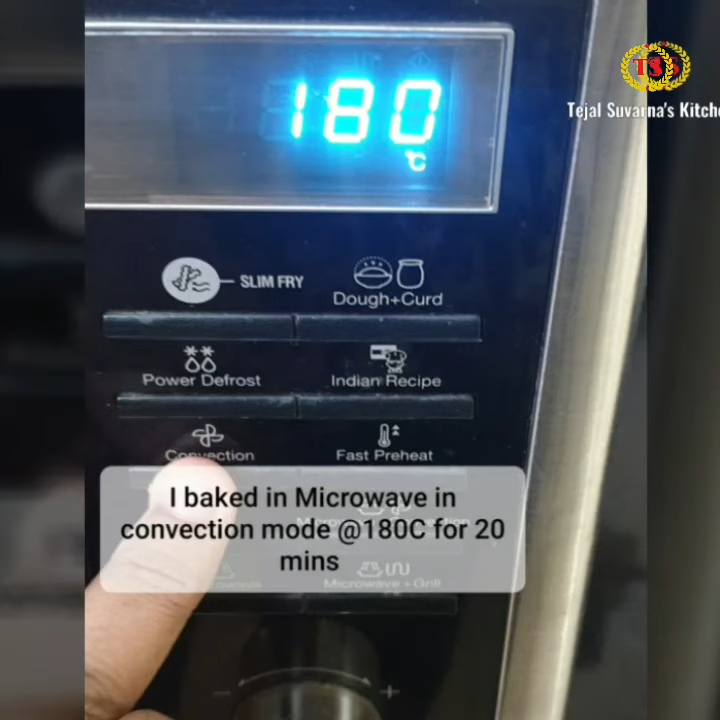 180
°C
TSS
Tejal Suvarna's Kitche
SLIM FRY
Dough+Curd
Power Defrost
Indian Recipe
Convection
Fast Preheat
I baked in Microwave in
convection mode @180C for 20
mins
Microwave + Grill
- +